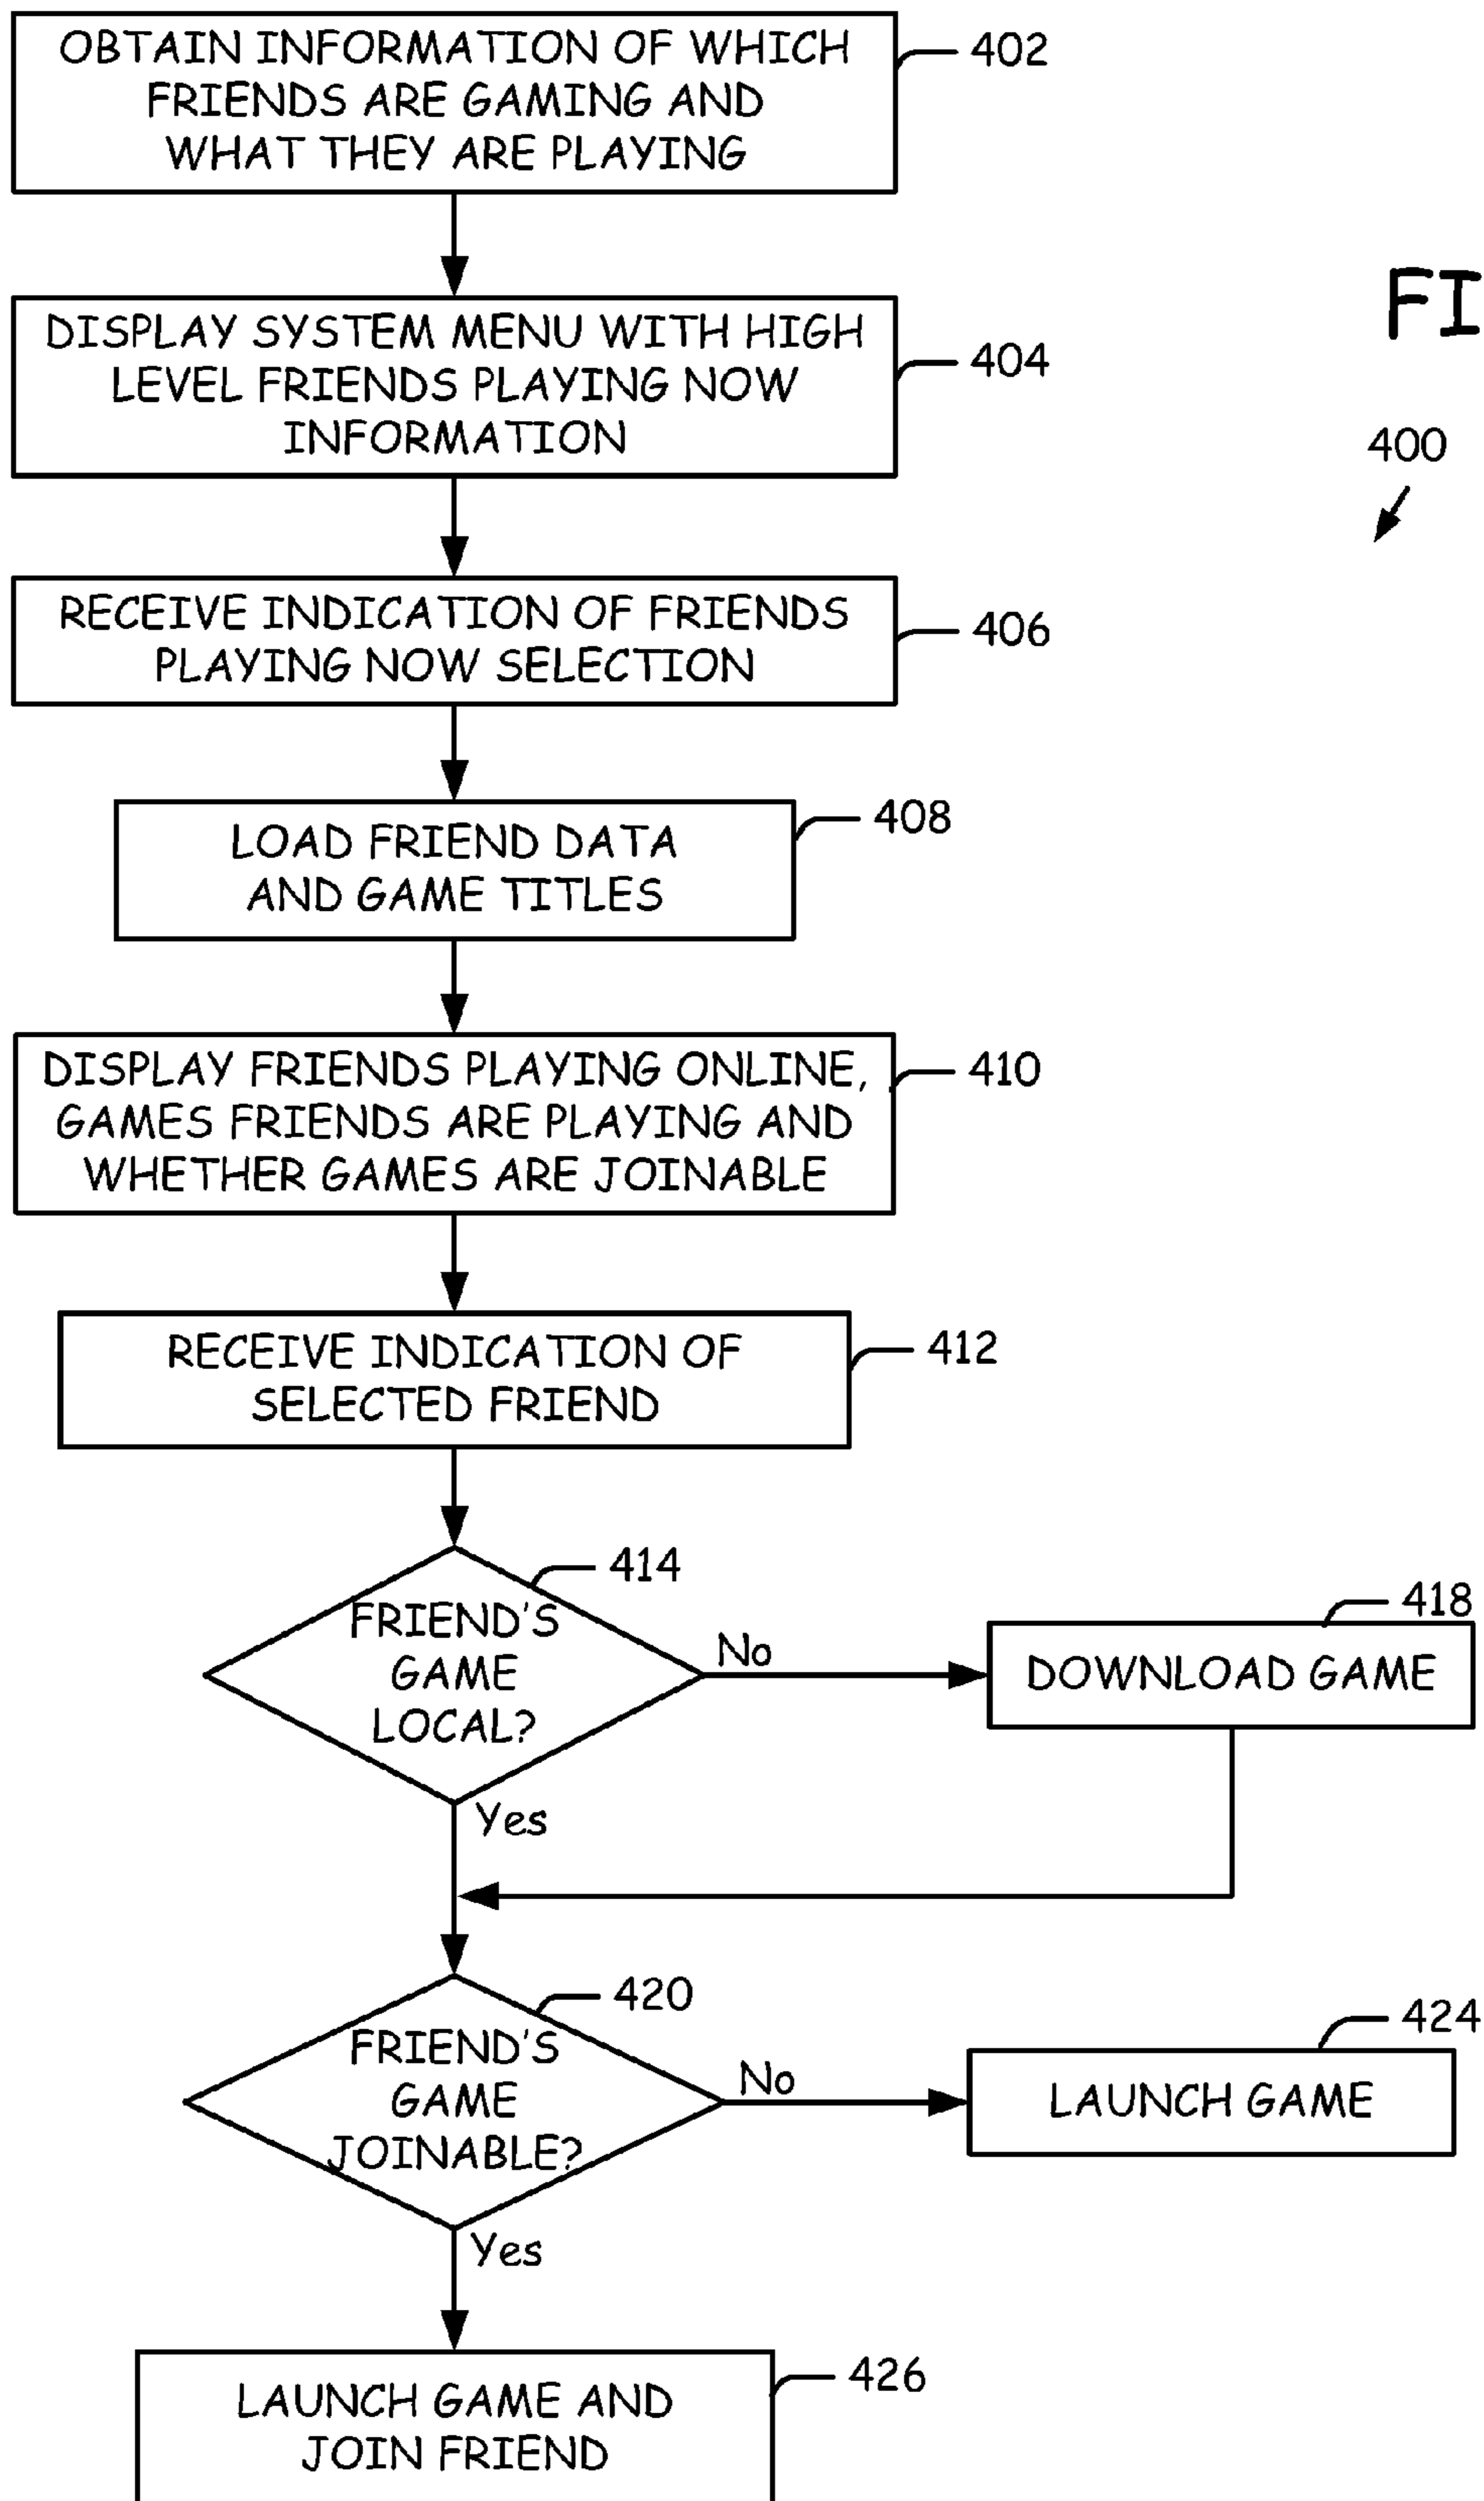 OBTAIN INFORMATION OF WHICH
FRIENDS ARE GAMING AND
WHAT THEY ARE PLAYING
402
FI
DISPLAY SYSTEM MENU WITH HIGH
LEVEL FRIENDS PLAYING NOW
INFORMATION
404
400
RECEIVE INDICATION OF FRIENDS
PLAYING NOW SELECTION
406
LOAD FRIEND DATA
AND GAME TITLES
408
DISPLAY FRIENDS PLAYING ONLINE,
GAMES FRIENDS ARE PLAYING AND
WHETHER GAMES ARE JOINABLE
410
RECEIVE INDICATION OF
SELECTED FRIEND
412
414
FRIEND'S
GAME
LOCAL?
No
418
DOWNLOAD GAME
Yes
420
FRIEND'S
GAME
JOINABLE?
No
424
LAUNCH GAME
Yes
426
LAUNCH GAME AND
JOIN FRIEND